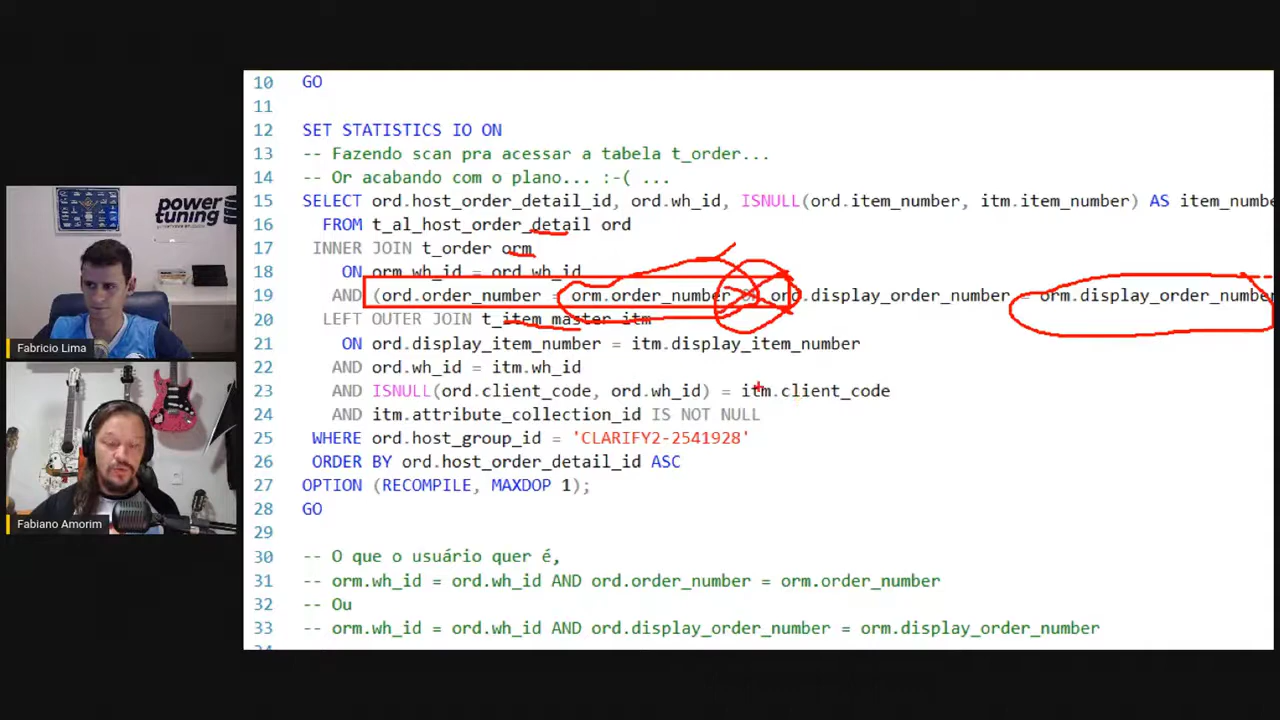 power
tuning
Fabricio Lima
Fabiano Amorim
10 GO
11
12 SET STATISTICS IO ON
13 -- Fazendo scan pra acessar a tabela t_order...
14 -- Or acabando com o plano... :-( ...
15 SELECT ord.host_order_detail_id, ord.wh_id, ISNULL(ord.item_number, itm.item_number) AS item_numbe
16 FROM t_al_host_order_detail ord
17 INNER JOIN t_order orm
18 ON orm.wh_id = ord.wh_id
19 AND (ord.order_number = orm.order_number OR ord.display_order_number = orm.display_order_number
20 LEFT OUTER JOIN t_item_master itm
21 ON ord.display_item_number = itm.display_item_number
22 AND ord.wh_id = itm.wh_id
23 AND ISNULL(ord.client_code, ord.wh_id) = itm.client_code
24 AND itm.attribute_collection_id IS NOT NULL
25 WHERE ord.host_group_id = 'CLARIFY2-2541928'
26 ORDER BY ord.host_order_detail_id ASC
27 OPTION (RECOMPILE, MAXDOP 1);
28 GO
29
30 -- O que o usuário quer é,
31 -- orm.wh_id = ord.wh_id AND ord.order_number = orm.order_number
32 -- Ou
33 -- orm.wh_id = ord.wh_id AND ord.display_order_number = orm.display_order_number